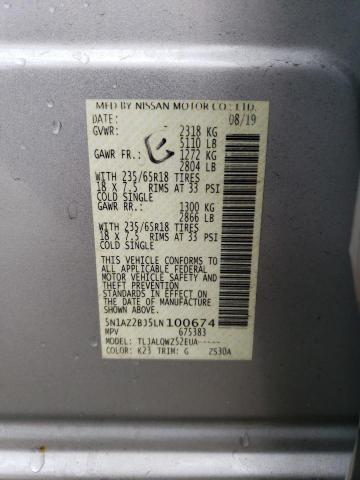 MFD BY NISSAN MOTOR CO., LTD.
DATE: 08/19
GVWR: 2318 KG
5110 LB
GAWR FR.: 1272 KG
2804 LB
WITH 235/65R18 TIRES
18 X 7.5 RIMS AT 33 PSI
COLD SINGLE
GAWR RR.: 1300 KG
2866 LB
WITH 235/65R18 TIRES
18 X 7.5 RIMS AT 33 PSI
COLD SINGLE
THIS VEHICLE CONFORMS TO
ALL APPLICABLE FEDERAL
MOTOR VEHICLE SAFETY AND
THEFT PREVENTION
STANDARDS IN EFFECT ON
THE DATE OF MANUFACTURE
SHOWN ABOVE.
5N1AZ2BJ5LN100674
MPV 675383
MODEL: TLJALQWZS2EUA-----
COLOR: K23 TRIM: G ZS30A